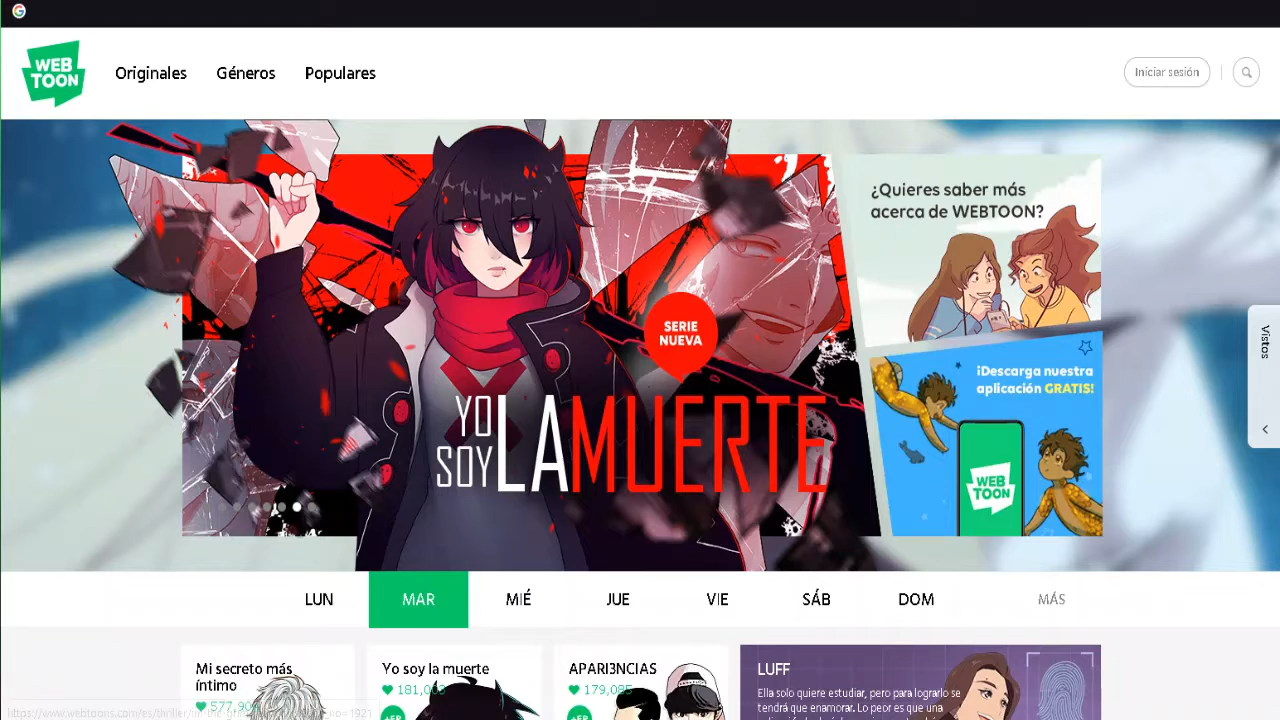 WEB
TOON
Originales
Géneros
Populares
Iniciar sesión
¿Quieres saber más
acerca de WEBTOON?
SERIE
NUEVA
YO
SOY
LA MUERTE
¡Descarga nuestra
aplicación GRATIS!
WEB
TOON
Vistos
LUN
MAR
MIÉ
JUE
VIE
SÁB
DOM
MÁS
Mi secreto más
íntimo
Yo soy la muerte
181,003
APARI3NCIAS
LUFF
Ella solo quiere estudiar, pero para lograrlo se
tendrá que enamorar. Lo peor es que una